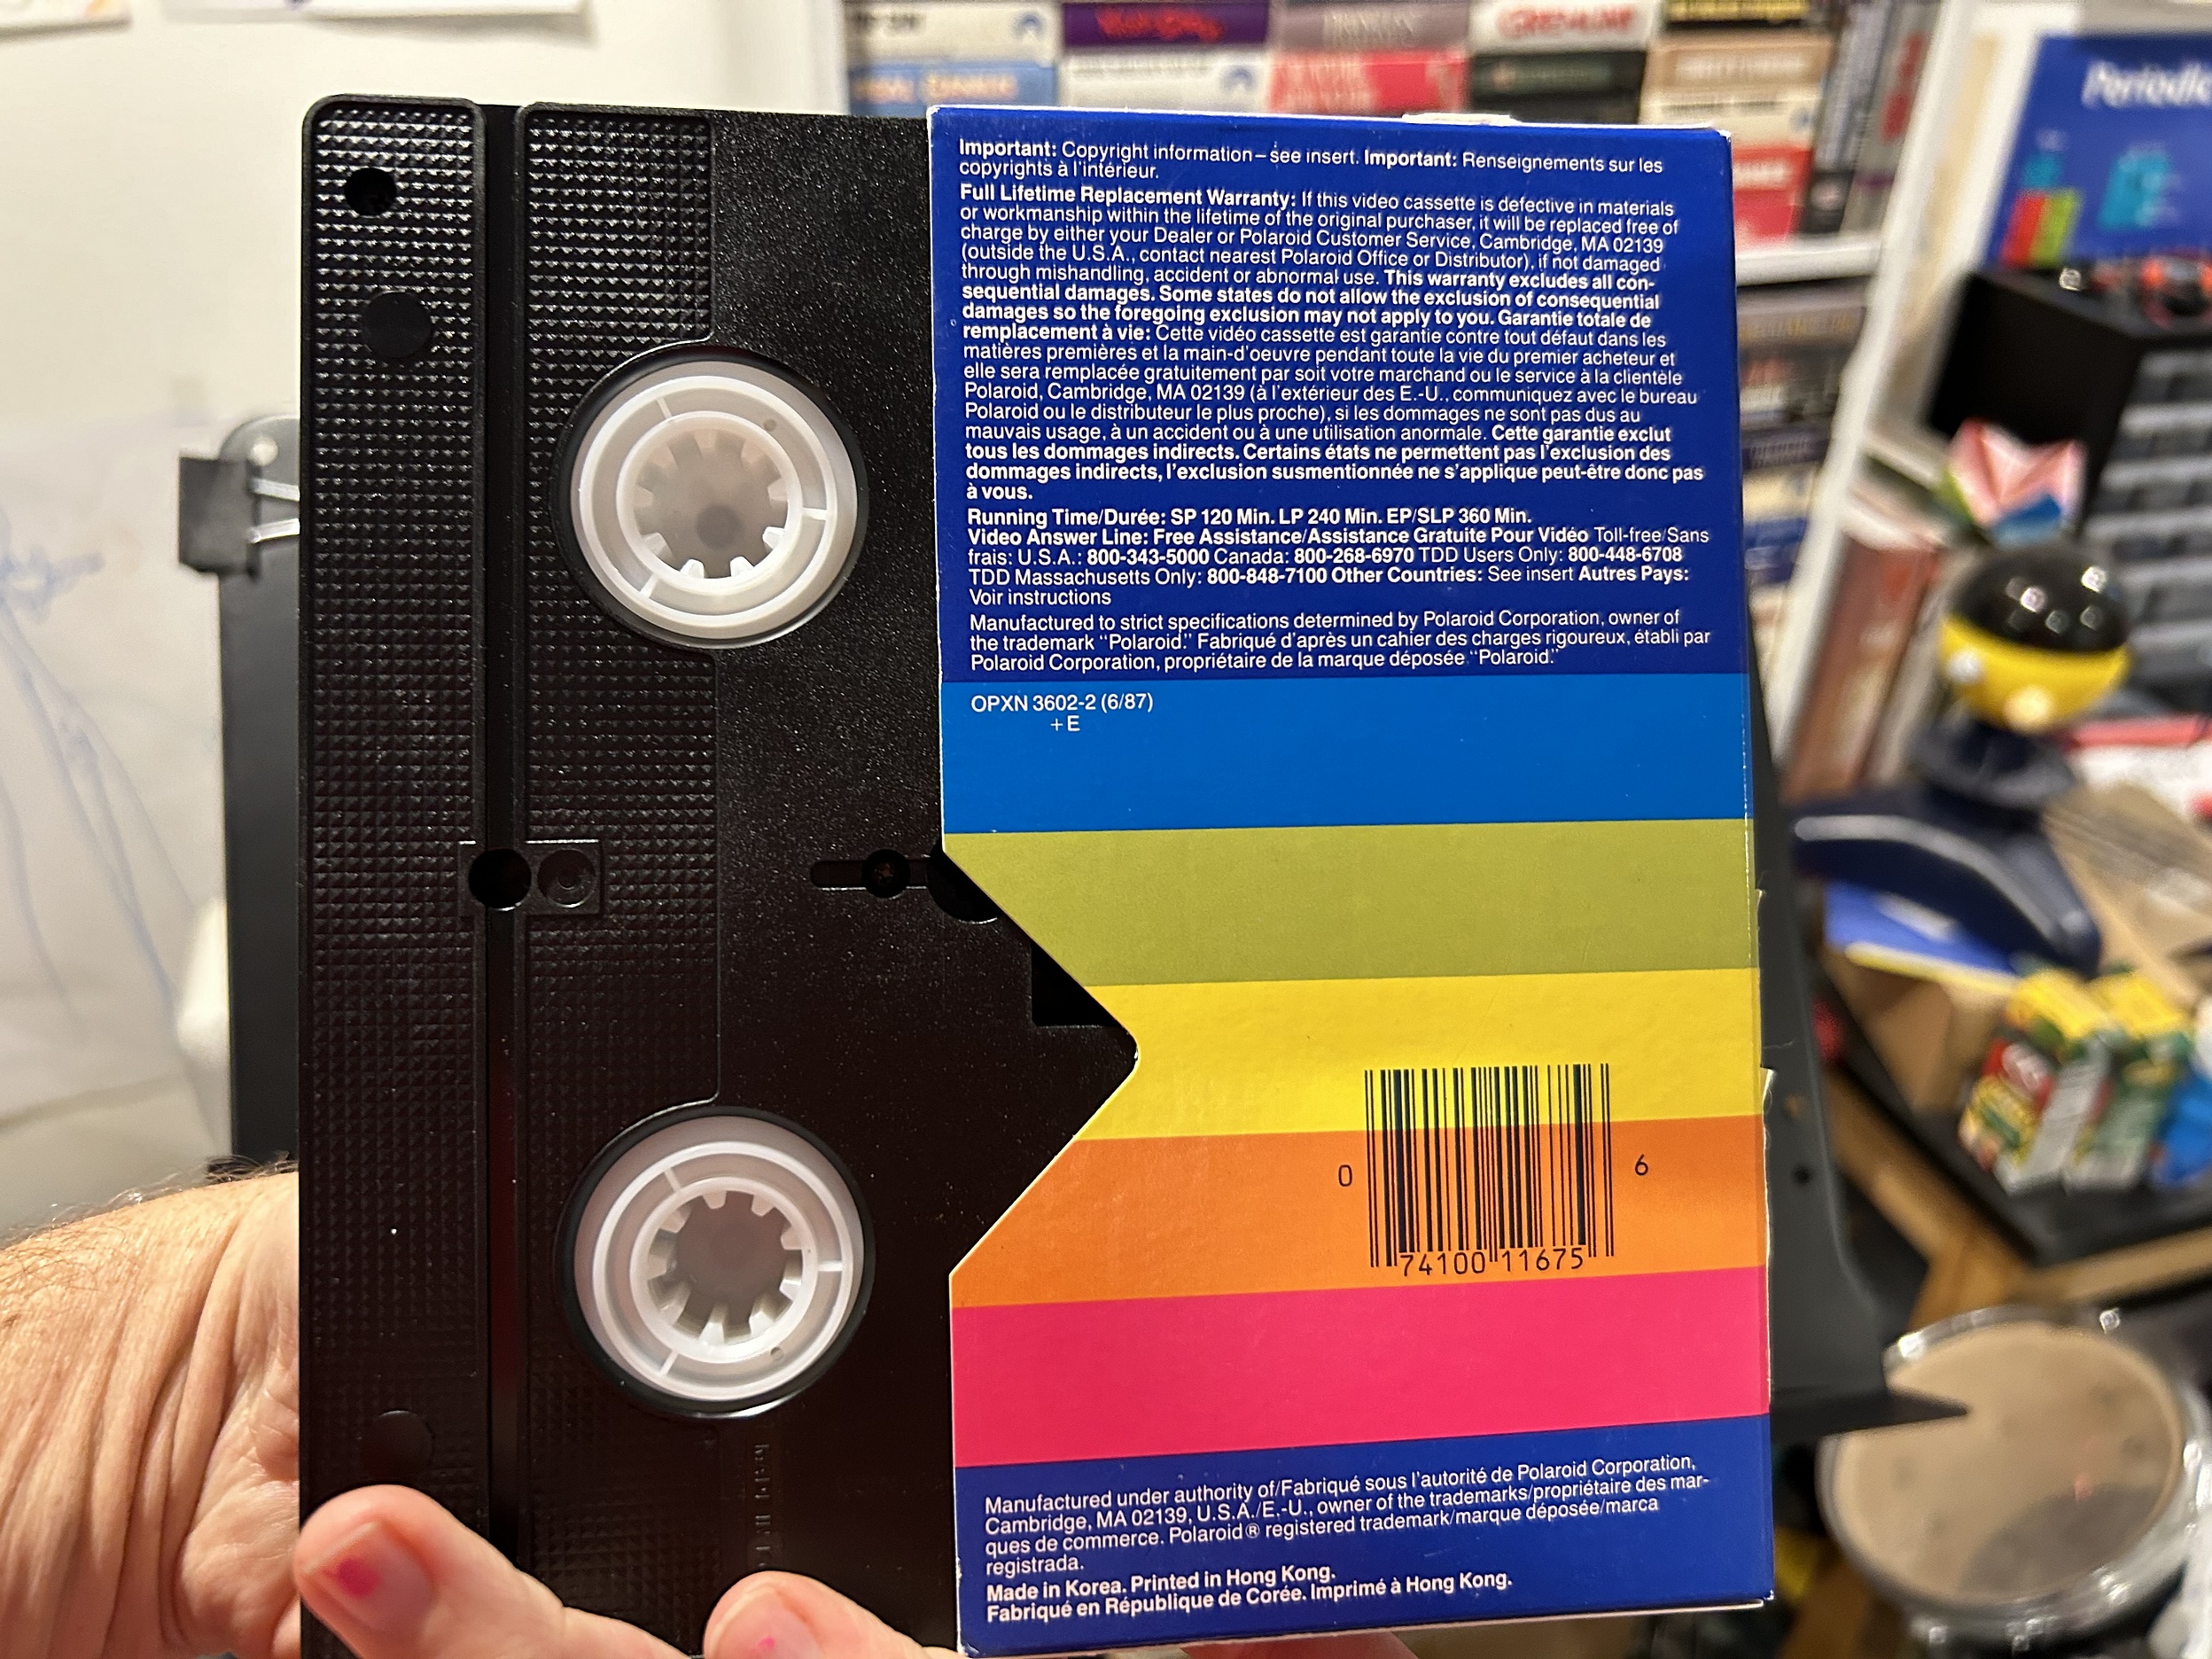 GREMLINS
Periodic
Important: Copyright information – see insert. Important: Renseignements sur les
copyrights à l'intérieur.
Full Lifetime Replacement Warranty: If this video cassette is defective in materials
or workmanship within the lifetime of the original purchaser, it will be replaced free of
charge by either your Dealer or Polaroid Customer Service, Cambridge, MA 02139
(outside the U.S.A., contact nearest Polaroid Office or Distributor), if not damaged
through mishandling, accident or abnormal use. This warranty excludes all con-
sequential damages. Some states do not allow the exclusion of consequential
damages so the foregoing exclusion may not apply to you. Garantie totale de
remplacement à vie: Cette vidéo cassette est garantie contre tout défaut dans les
matières premières et la main-d'oeuvre pendant toute la vie du premier acheteur et
elle sera remplacée gratuitement par soit votre marchand ou le service à la clientèle
Polaroid, Cambridge, MA 02139 (à l'extérieur des E.-U., communiquez avec le bureau
Polaroid ou le distributeur le plus proche), si les dommages ne sont pas dus au
mauvais usage, à un accident ou à une utilisation anormale. Cette garantie exclut
tous les dommages indirects. Certains états ne permettent pas l'exclusion des
dommages indirects, l'exclusion susmentionnée ne s'applique peut-être donc pas
à vous.
Running Time/Durée: SP 120 Min. LP 240 Min. EP/SLP 360 Min.
Video Answer Line: Free Assistance/Assistance Gratuite Pour Vidéo Toll-free/Sans
frais: U.S.A.: 800-343-5000 Canada: 800-268-6970 TDD Users Only: 800-448-6708
TDD Massachusetts Only: 800-848-7100 Other Countries: See insert Autres Pays:
Voir instructions
Manufactured to strict specifications determined by Polaroid Corporation, owner of
the trademark "Polaroid." Fabriqué d'après un cahier des charges rigoureux, établi par
Polaroid Corporation, propriétaire de la marque déposée "Polaroid."
OPXN 3602-2 (6/87)
+E
0 74100 11675 6
Manufactured under authority of/Fabriqué sous l'autorité de Polaroid Corporation,
Cambridge, MA 02139, U.S.A./E.-U., owner of the trademarks/propriétaire des mar-
ques de commerce. Polaroid® registered trademark/marque déposée/marca
registrada.
Made in Korea. Printed in Hong Kong.
Fabriqué en République de Corée. Imprimé à Hong Kong.